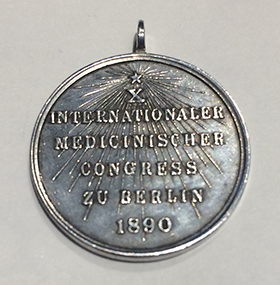 X
INTERNATIONALER
MEDICINISCHER
CONGRESS
ZU BERLIN
1890